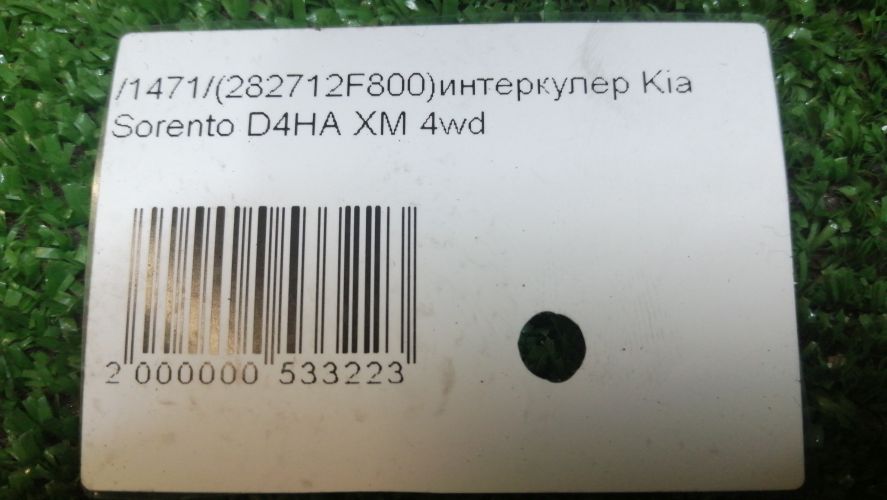 /1471/(282712F800)интеркулер Kia
Sorento D4HA XM 4wd
2 000000 533223